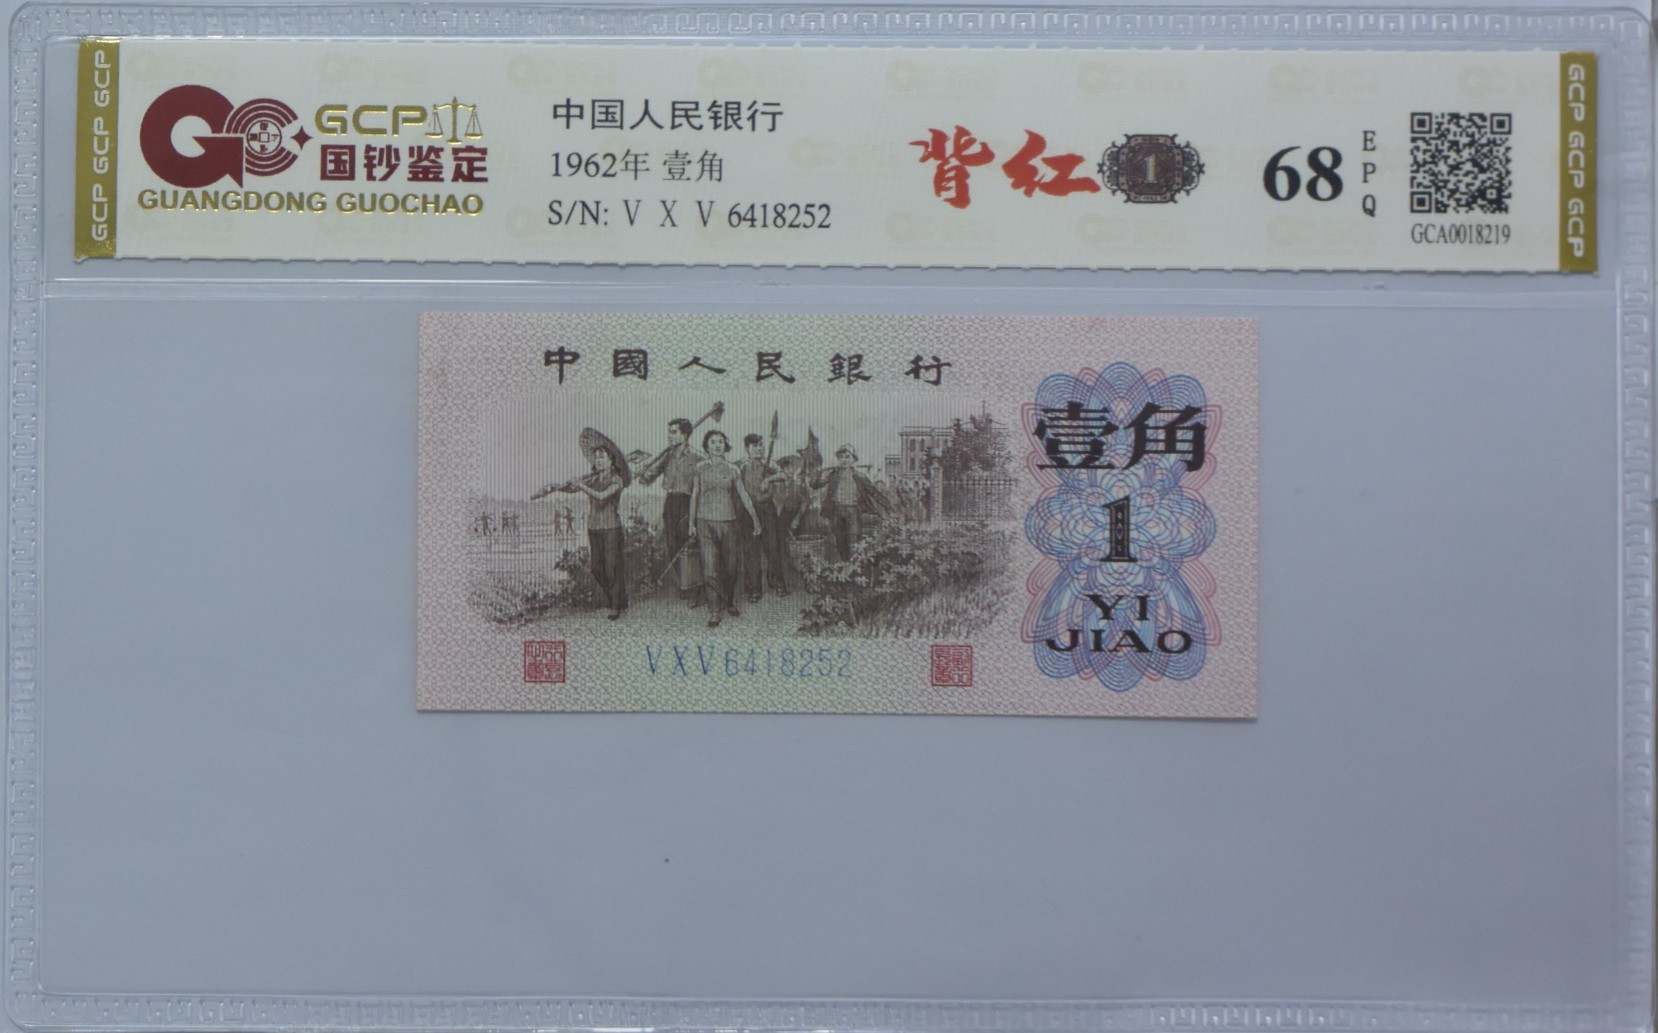 GCP GCP GCP
GCP
国钞鉴定
GUANGDONG GUOCHAO
中国人民银行
1962年 壹角
S/N: V X V 6418252
背红
1
68
EPQ
GCA0018219
GCP GCP GCP
中國人民銀行
壹角
1
YI
JIAO
VXV6418252